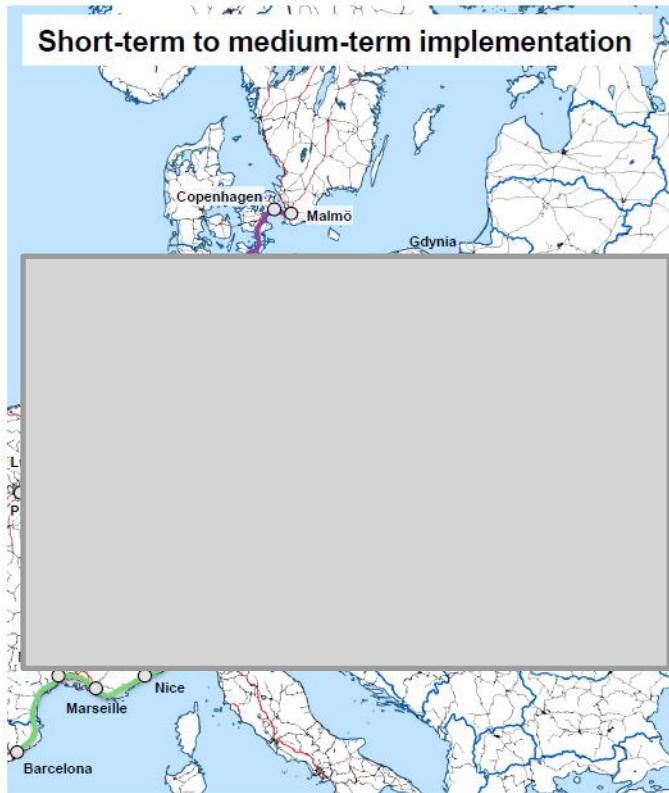 Short-term to medium-term implementation
Copenhagen
Malmö
Gdynia
Nice
Marseille
Barcelona